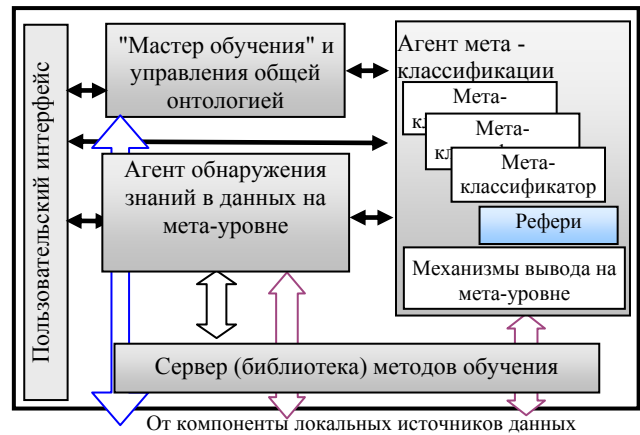 Пользовательский интерфейс
"Мастер обучения" и
управления общей
онтологией
Агент мета -
классификации
Мета-
Мета-
Мета-
классификатор
Рефери
Механизмы вывода на
мета-уровне
Агент обнаружения
знаний в данных на
мета-уровне
Сервер (библиотека) методов обучения
От компоненты локальных источников данных